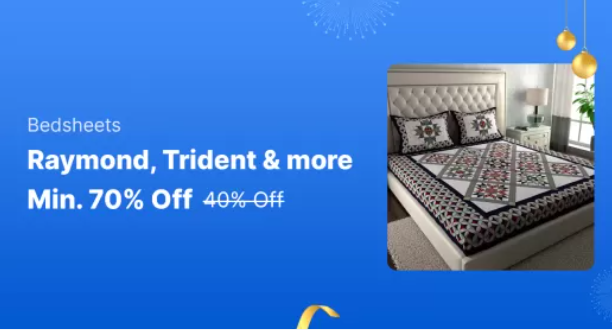 Bedsheets
Raymond, Trident & more
Min. 70% Off 40% Off